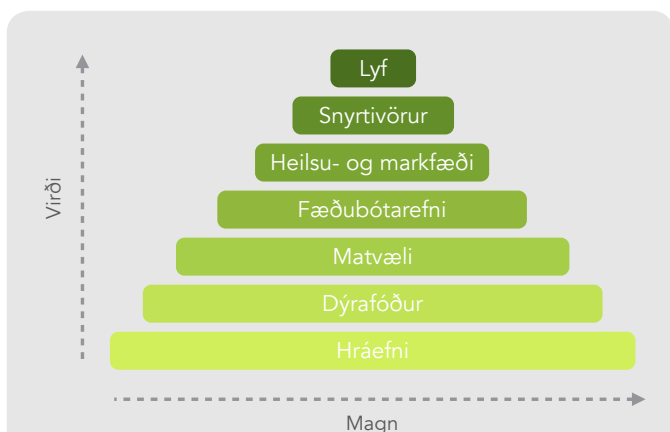 Lyf
Snyrtivörur
Heilsu- og markfæði
Fæðubótarefni
Matvæli
Dýrafóður
Hráefni
Virði
Magn